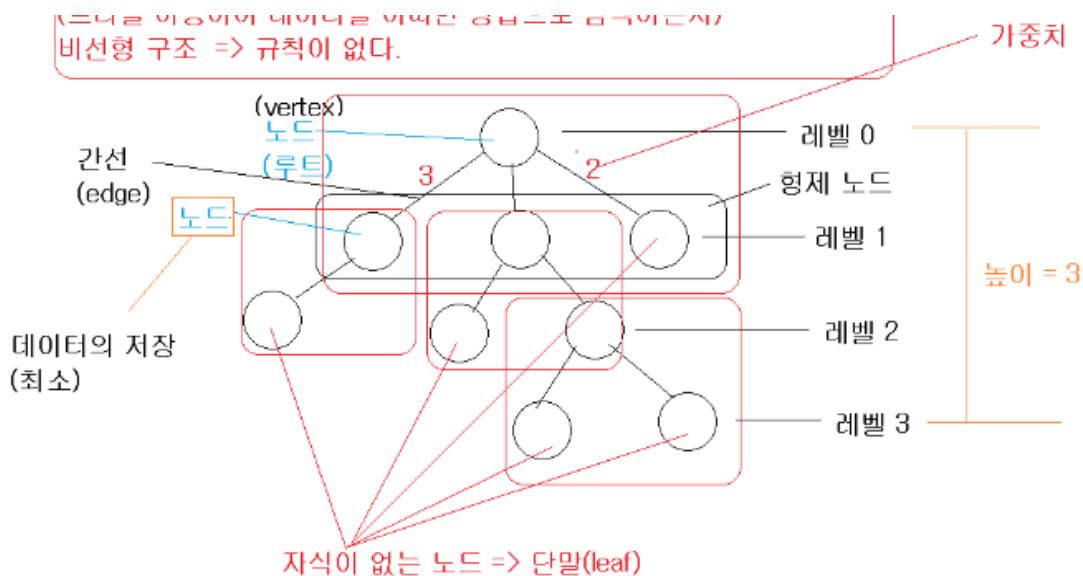 비선형 구조 => 규칙이 없다.
가중치
(vertex)
노드
(루트)
레벨 0
간선
(edge)
3
2
형제 노드
노드
레벨 1
높이 = 3
데이터의 저장
(최소)
레벨 2
레벨 3
자식이 없는 노드 => 단말(leaf)